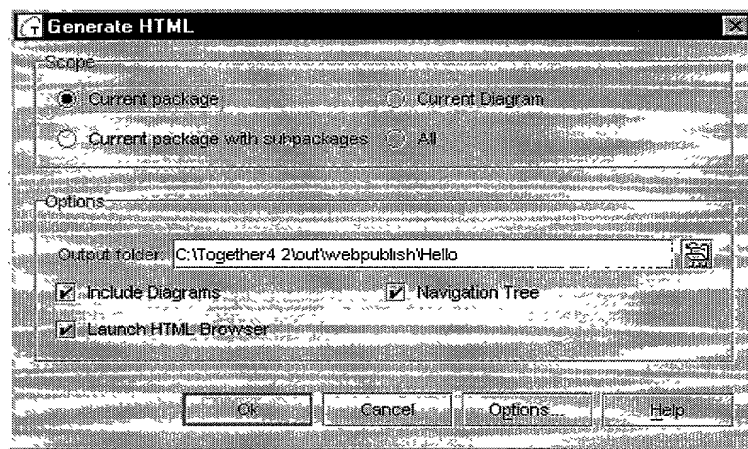 Generate HTML
Scope
Current package
Current Diagram
Current package with subpackages
All
Options
Output folder: C:\Together4 2\out\webpublish\Hello
Include Diagrams
Navigation Tree
Launch HTML Browser
Ok Cancel Options... Help